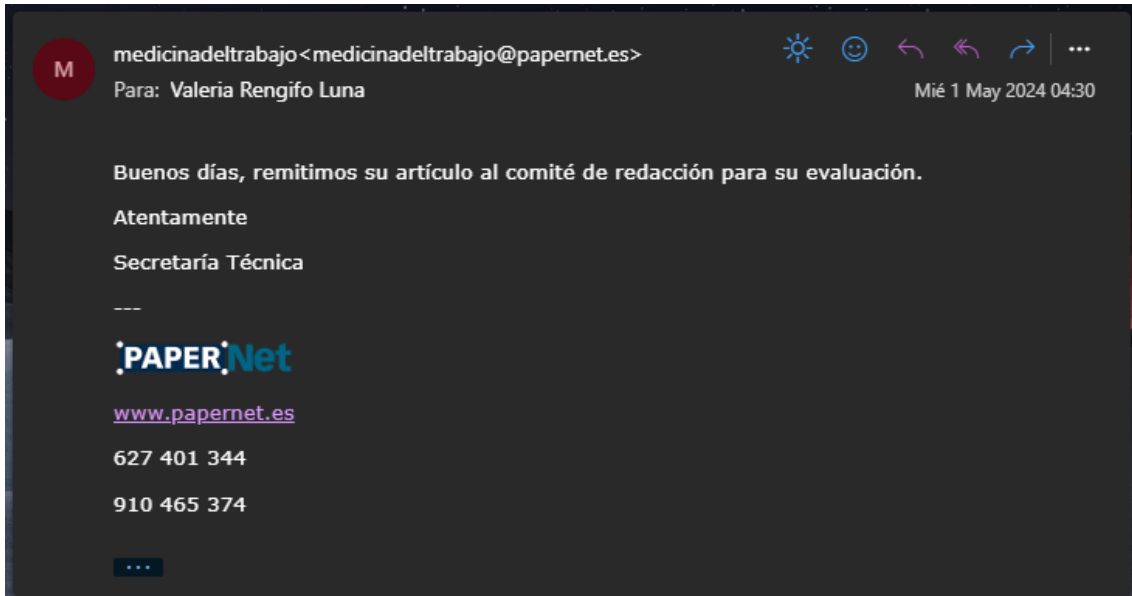 M
medicinadeltrabajo<medicinadeltrabajo@papernet.es>
Para: Valeria Rengifo Luna
Mié 1 May 2024 04:30
Buenos días, remitimos su artículo al comité de redacción para su evaluación.
Atentamente
Secretaría Técnica
---
PAPERNet
www.papernet.es
627 401 344
910 465 374
...